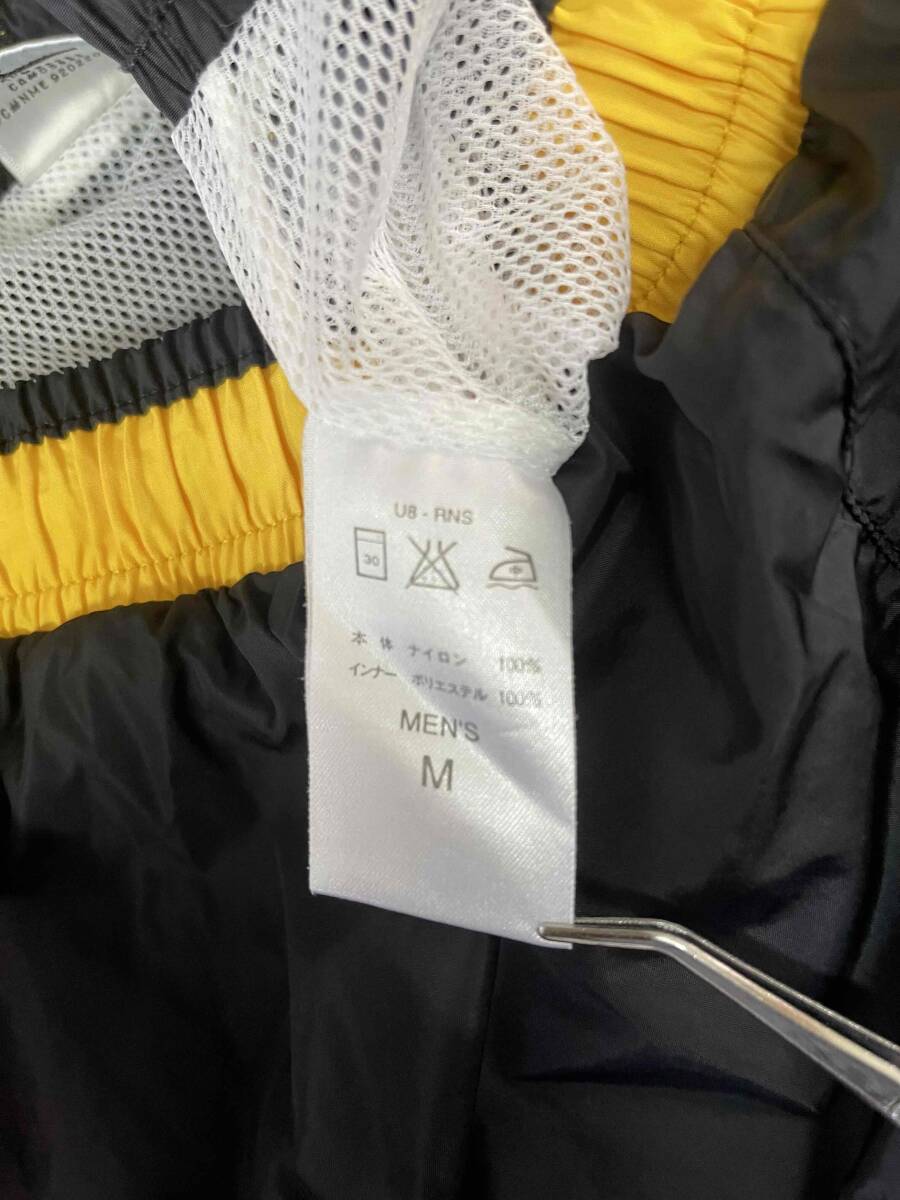 U8 - RNS
30
本体 ナイロン 100%
インナー ポリエステル 100%
MEN'S
M